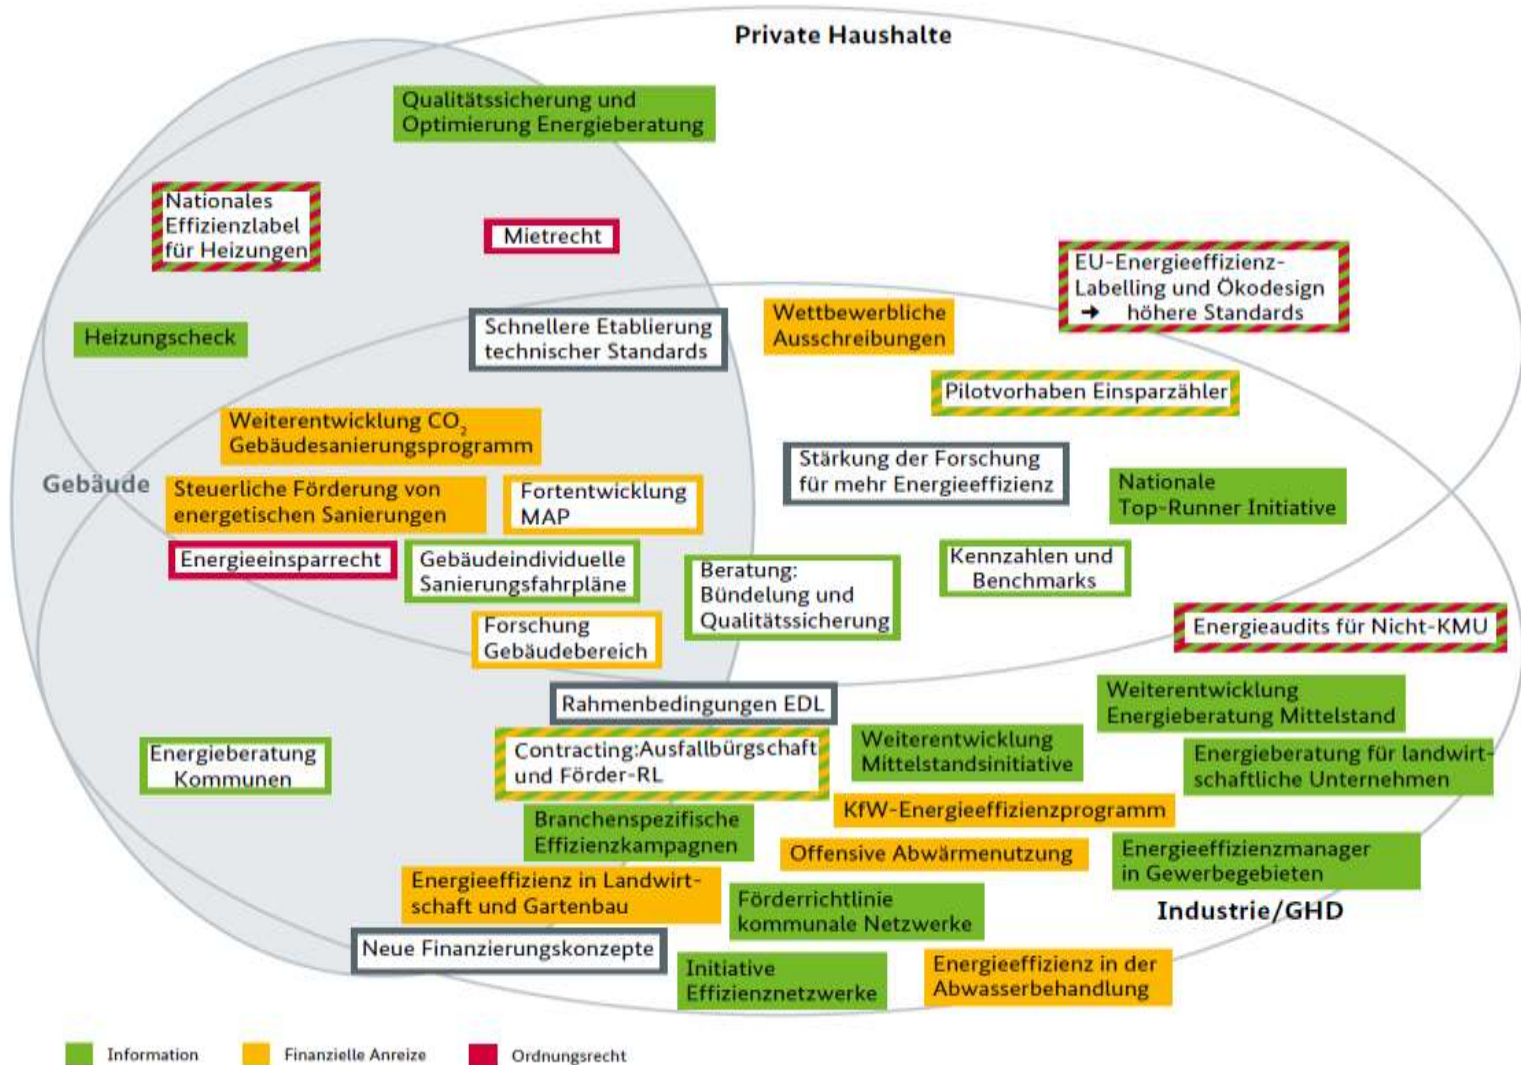 Private Haushalte
Qualitätssicherung und
Optimierung Energieberatung
Nationales
Effizienzlabel
für Heizungen
Mietrecht
EU-Energieeffizienz-
Labelling und Ökodesign
➔ höhere Standards
Heizungscheck
Schnellere Etablierung
technischer Standards
Wettbewerbliche
Ausschreibungen
Pilotvorhaben Einsparzähler
Weiterentwicklung CO₂
Gebäudesanierungsprogramm
Stärkung der Forschung
für mehr Energieeffizienz
Gebäude
Steuerliche Förderung von
energetischen Sanierungen
Fortentwicklung
MAP
Nationale
Top-Runner Initiative
Energieeinsparrecht
Gebäudeindividuelle
Sanierungsfahrpläne
Beratung:
Bündelung und
Qualitätssicherung
Kennzahlen und
Benchmarks
Forschung
Gebäudebereich
Energieaudits für Nicht-KMU
Rahmenbedingungen EDL
Weiterentwicklung
Energieberatung Mittelstand
Energieberatung
Kommunen
Contracting:Ausfallbürgschaft
und Förder-RL
Weiterentwicklung
Mittelstandsinitiative
Energieberatung für landwirt-
schaftliche Unternehmen
KfW-Energieeffizienzprogramm
Branchenspezifische
Effizienzkampagnen
Offensive Abwärmenutzung
Energieeffizienzmanager
in Gewerbegebieten
Energieeffizienz in Landwirt-
schaft und Gartenbau
Förderrichtlinie
kommunale Netzwerke
Industrie/GHD
Neue Finanzierungskonzepte
Initiative
Effizienznetzwerke
Energieeffizienz in der
Abwasserbehandlung
Information
Finanzielle Anreize
Ordnungsrecht